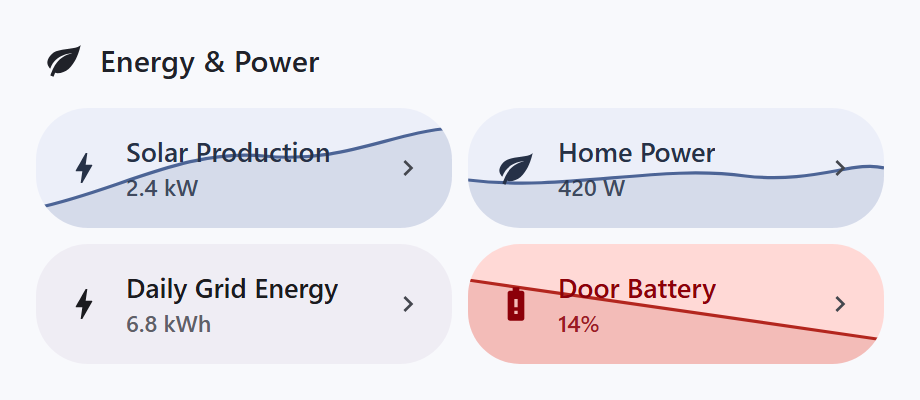 Energy & Power
Solar Production
2.4 kW
Home Power
420 W
Daily Grid Energy
6.8 kWh
Door Battery
14%